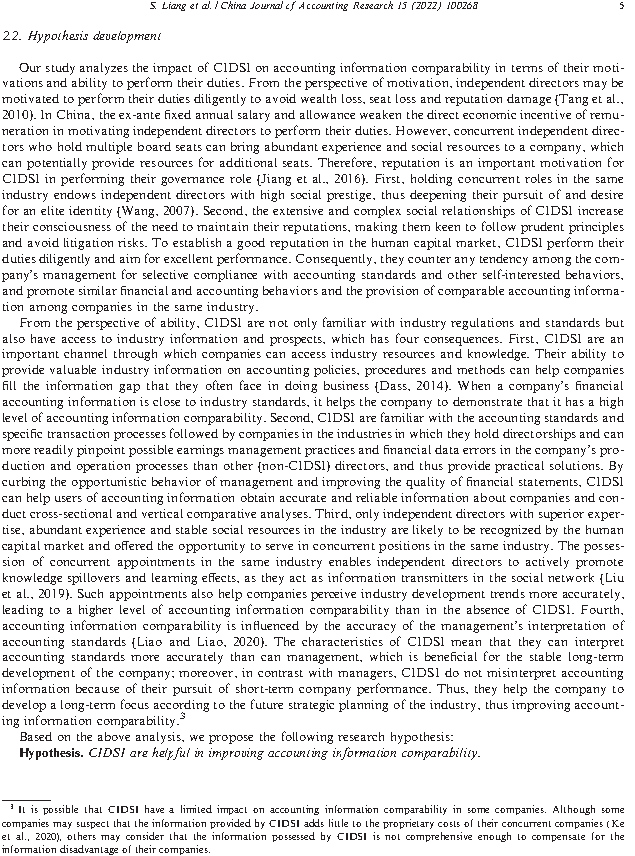 S. Liang et al. / China Journal of Accounting Research 15 (2022) 100268
5
2.2. Hypothesis development
Our study analyzes the impact of CIDSI on accounting information comparability in terms of their moti-
vations and ability to perform their duties. From the perspective of motivation, independent directors may be
motivated to perform their duties diligently to avoid wealth loss, seat loss and reputation damage (Tang et al.,
2010). In China, the ex-ante fixed annual salary and allowance weaken the direct economic incentive of remu-
neration in motivating independent directors to perform their duties. However, concurrent independent direc-
tors who hold multiple board seats can bring abundant experience and social resources to a company, which
can potentially provide resources for additional seats. Therefore, reputation is an important motivation for
CIDSI in performing their governance role (Jiang et al., 2016). First, holding concurrent roles in the same
industry endows independent directors with high social prestige, thus deepening their pursuit of and desire
for an elite identity (Wang, 2007). Second, the extensive and complex social relationships of CIDSI increase
their consciousness of the need to maintain their reputations, making them keen to follow prudent principles
and avoid litigation risks. To establish a good reputation in the human capital market, CIDSI perform their
duties diligently and aim for excellent performance. Consequently, they counter any tendency among the com-
pany's management for selective compliance with accounting standards and other self-interested behaviors,
and promote similar financial and accounting behaviors and the provision of comparable accounting informa-
tion among companies in the same industry.
From the perspective of ability, CIDSI are not only familiar with industry regulations and standards but
also have access to industry information and prospects, which has four consequences. First, CIDSI are an
important channel through which companies can access industry resources and knowledge. Their ability to
provide valuable industry information on accounting policies, procedures and methods can help companies
fill the information gap that they often face in doing business (Dass, 2014). When a company's financial
accounting information is close to industry standards, it helps the company to demonstrate that it has a high
level of accounting information comparability. Second, CIDSI are familiar with the accounting standards and
specific transaction processes followed by companies in the industries in which they hold directorships and can
more readily pinpoint possible earnings management practices and financial data errors in the company's pro-
duction and operation processes than other (non-CIDSI) directors, and thus provide practical solutions. By
curbing the opportunistic behavior of management and improving the quality of financial statements, CIDSI
can help users of accounting information obtain accurate and reliable information about companies and con-
duct cross-sectional and vertical comparative analyses. Third, only independent directors with superior exper-
tise, abundant experience and stable social resources in the industry are likely to be recognized by the human
capital market and offered the opportunity to serve in concurrent positions in the same industry. The posses-
sion of concurrent appointments in the same industry enables independent directors to actively promote
knowledge spillovers and learning effects, as they act as information transmitters in the social network (Liu
et al., 2019). Such appointments also help companies perceive industry development trends more accurately,
leading to a higher level of accounting information comparability than in the absence of CIDSI. Fourth,
accounting information comparability is influenced by the accuracy of the management's interpretation of
accounting standards (Liao and Liao, 2020). The characteristics of CIDSI mean that they can interpret
accounting standards more accurately than can management, which is beneficial for the stable long-term
development of the company; moreover, in contrast with managers, CIDSI do not misinterpret accounting
information because of their pursuit of short-term company performance. Thus, they help the company to
develop a long-term focus according to the future strategic planning of the industry, thus improving account-
ing information comparability.3
Based on the above analysis, we propose the following research hypothesis:
Hypothesis. CIDSI are helpful in improving accounting information comparability.
3 It is possible that CIDSI have a limited impact on accounting information comparability in some companies. Although some
companies may suspect that the information provided by CIDSI adds little to the proprietary costs of their concurrent companies (Ke
et al., 2020), others may consider that the information possessed by CIDSI is not comprehensive enough to compensate for the
information disadvantage of their companies.